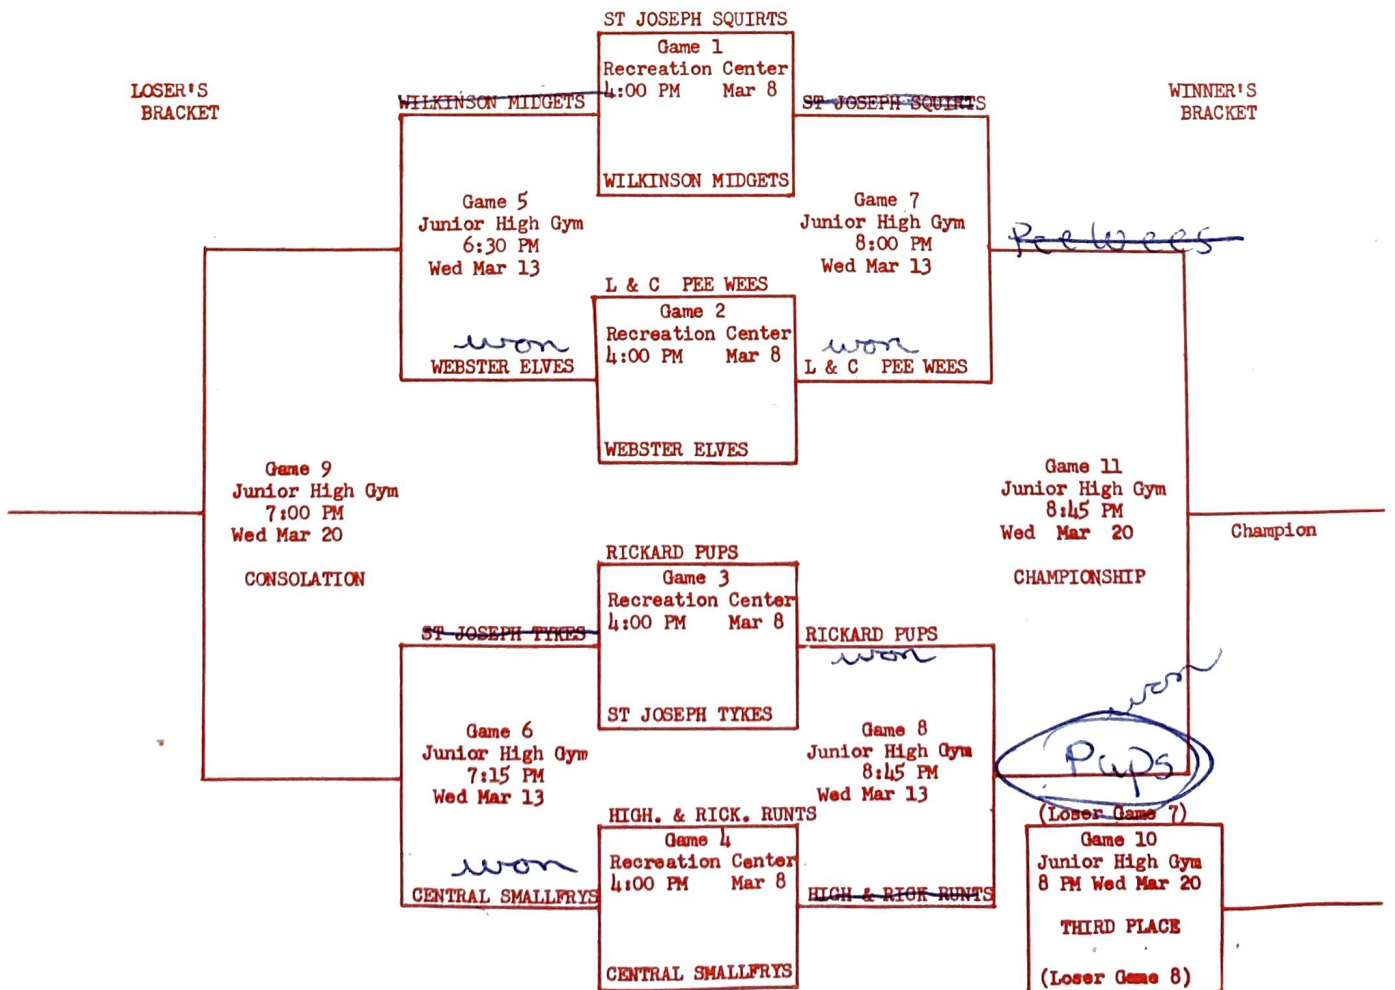 ST JOSEPH SQUIRTS
Game 1
Recreation Center
4:00 PM Mar 8
WILKINSON MIDGETS
LOSER'S
BRACKET
WINNER'S
BRACKET
WILKINSON MIDGETS
ST JOSEPH SQUIRTS
Game 5
Junior High Gym
6:30 PM
Wed Mar 13
Game 7
Junior High Gym
8:00 PM
Wed Mar 13
Pee Wees
L & C PEE WEES
Game 2
Recreation Center
4:00 PM Mar 8
WEBSTER ELVES
won
WEBSTER ELVES
won
L & C PEE WEES
Game 9
Junior High Gym
7:00 PM
Wed Mar 20
CONSOLATION
Game 11
Junior High Gym
8:45 PM
Wed Mar 20
CHAMPIONSHIP
Champion
RICKARD PUPS
Game 3
Recreation Center
4:00 PM Mar 8
ST JOSEPH TYKES
ST JOSEPH TYKES
RICKARD PUPS
won
Game 6
Junior High Gym
7:15 PM
Wed Mar 13
Game 8
Junior High Gym
8:45 PM
Wed Mar 13
won
Pups
HIGH. & RICK. RUNTS
Game 4
Recreation Center
4:00 PM Mar 8
CENTRAL SMALLFRYS
won
CENTRAL SMALLFRYS
HIGH & RICK RUNTS
(Loser Game 7)
Game 10
Junior High Gym
8 PM Wed Mar 20
THIRD PLACE
(Loser Game 8)